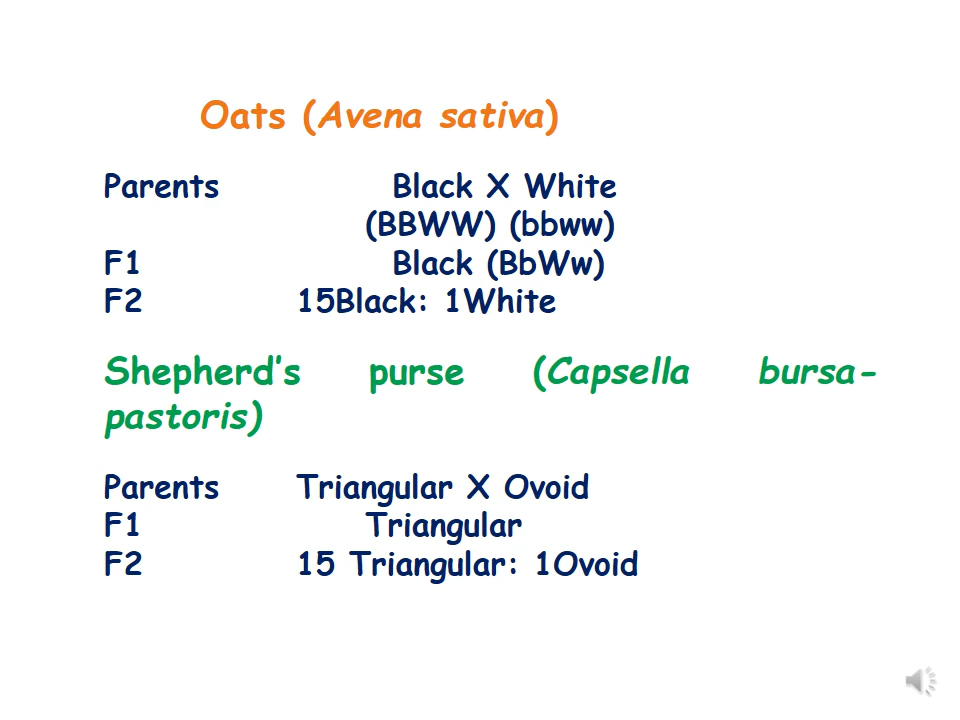 Oats (Avena sativa)
Parents Black X White
(BBWW) (bbww)
F1 Black (BbWw)
F2 15Black: 1White
Shepherd's purse (Capsella bursa-
pastoris)
Parents Triangular X Ovoid
F1 Triangular
F2 15 Triangular: 1Ovoid